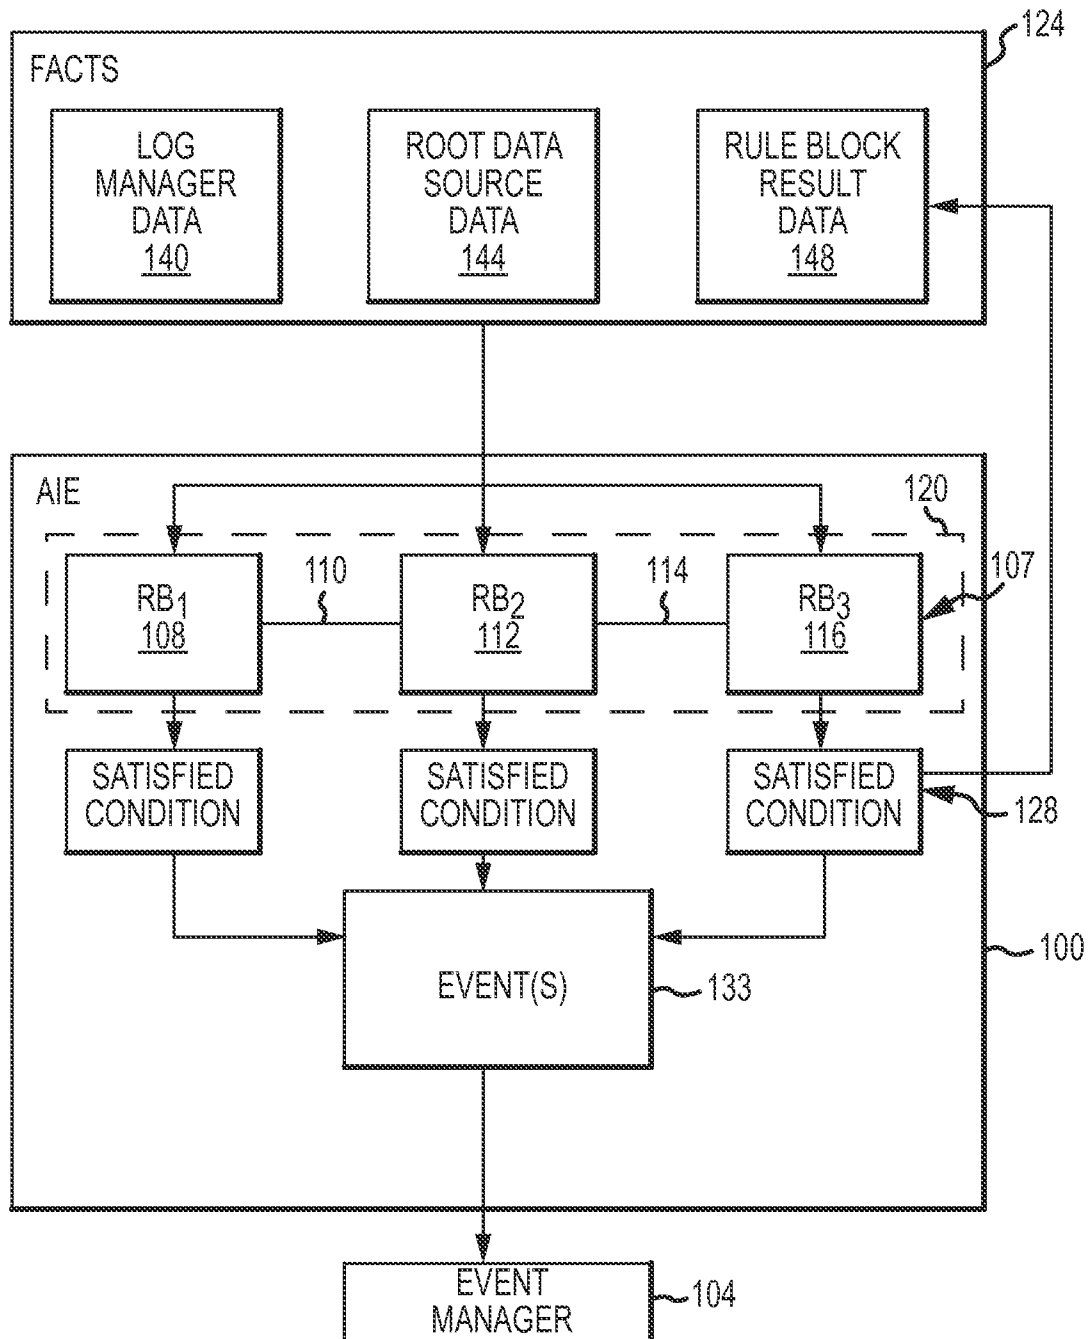 124
FACTS
LOG
MANAGER
DATA
140
ROOT DATA
SOURCE
DATA
144
RULE BLOCK
RESULT
DATA
148
AIE
120
107
110
114
RB1
108
RB2
112
RB3
116
SATISFIED
CONDITION
SATISFIED
CONDITION
SATISFIED
CONDITION
128
100
EVENT(S)
133
EVENT
MANAGER
104